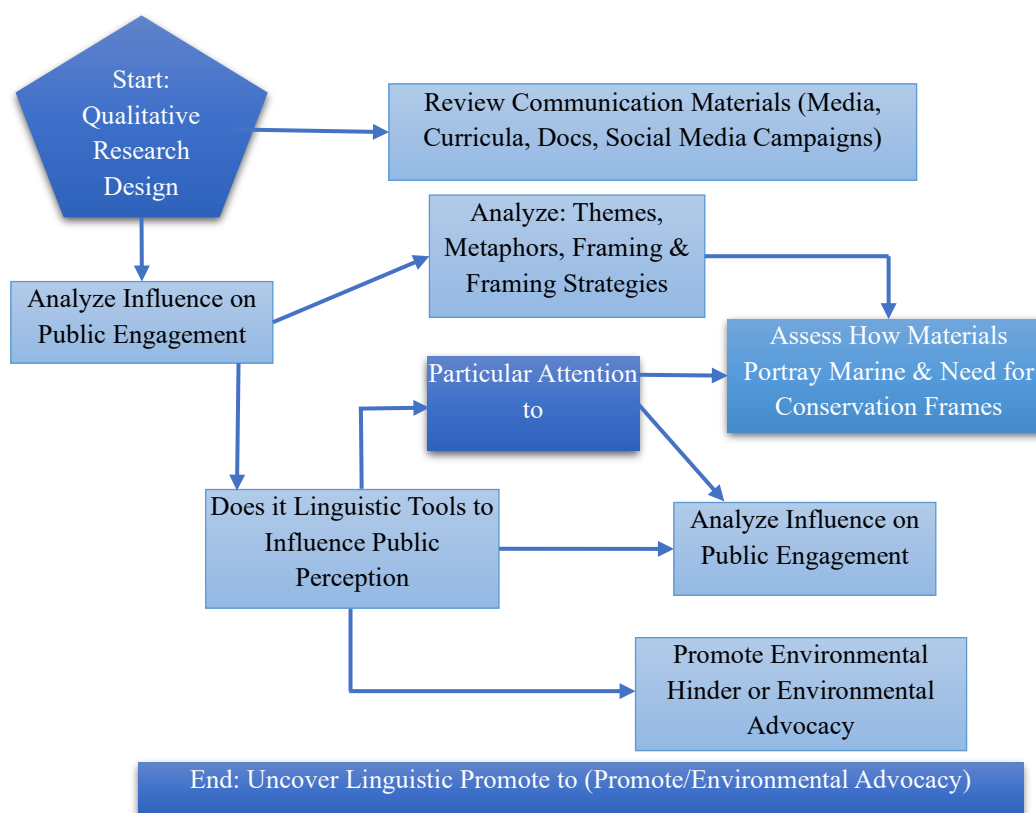 Start:
Qualitative
Research
Design
Review Communication Materials (Media,
Curricula, Docs, Social Media Campaigns)
Analyze: Themes,
Metaphors, Framing &
Framing Strategies
Analyze Influence on
Public Engagement
Assess How Materials
Portray Marine & Need for
Conservation Frames
Particular Attention
to
Does it Linguistic Tools to
Influence Public
Perception
Analyze Influence on
Public Engagement
Promote Environmental
Hinder or Environmental
Advocacy
End: Uncover Linguistic Promote to (Promote/Environmental Advocacy)